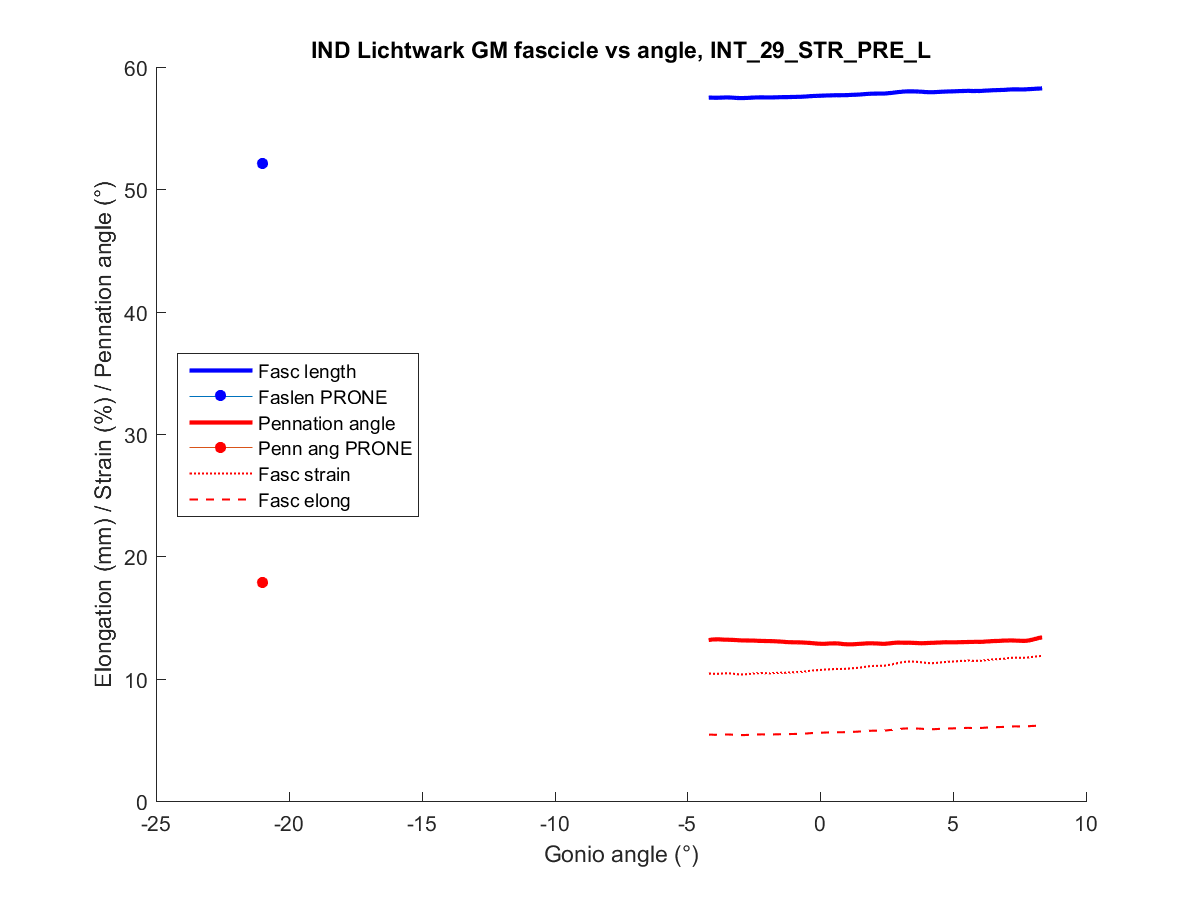 IND Lichtwark GM fascicle vs angle, INT_29_STR_PRE_L
Elongation (mm) / Strain (%) / Pennation angle (°)
60
50
40
30
20
10
0
Fasc length
Faslen PRONE
Pennation angle
Penn ang PRONE
Fasc strain
Fasc elong
-25 -20 -15 -10 -5 0 5 10
Gonio angle (°)